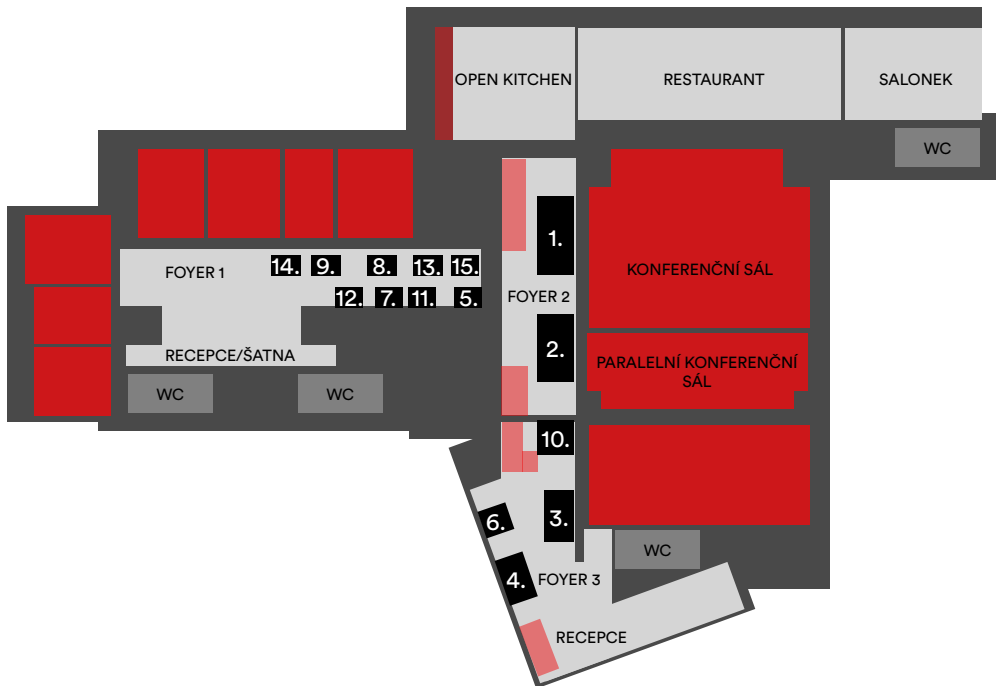 OPEN KITCHEN
RESTAURANT
SALONEK
WC
1.
FOYER 1
14.
9.
8.
13.
15.
KONFERENČNÍ SÁL
12.
7.
11.
5.
FOYER 2
2.
RECEPCE/ŠATNA
PARALELNÍ KONFERENČNÍ
SÁL
WC
WC
10.
6.
3.
WC
4.
FOYER 3
RECEPCE